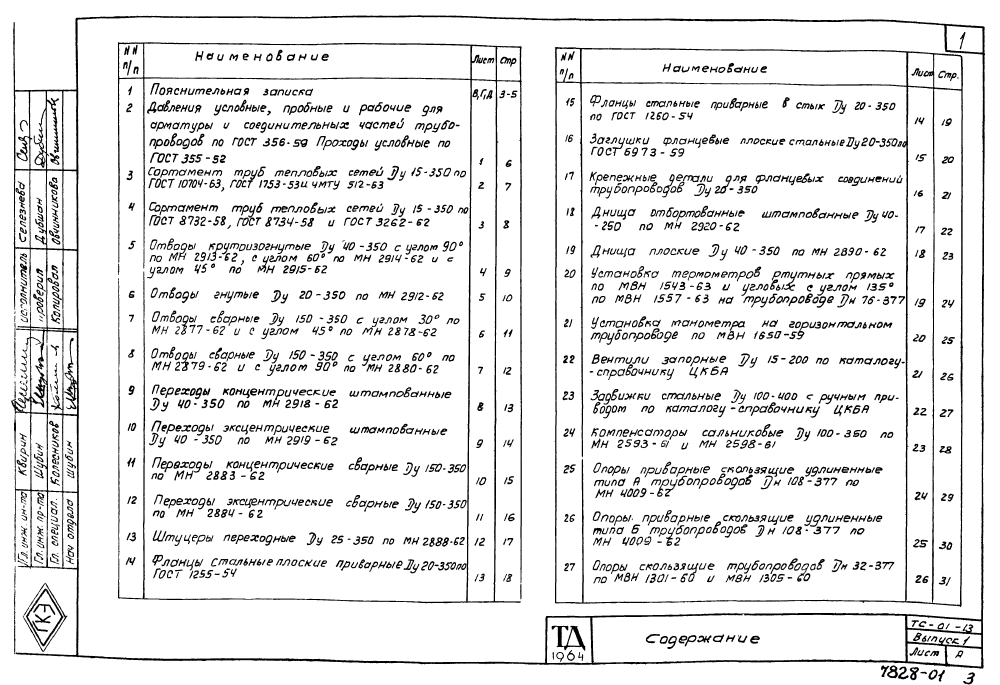 1
NN п/п Наименование Лист Стр
1 Пояснительная записка В,Г,Д 3-5
2 Давления условные, пробные и рабочие для
арматуры и соединительных частей трубо-
проводов по ГОСТ 356-59 Проходы условные по
ГОСТ 355-52 1 6
3 Сортамент труб тепловых сетей Ду 15-350 по
ГОСТ 10704-63, ГОСТ 1753-53 и ЧМТУ 512-63 2 7
4 Сортамент труб тепловых сетей Ду 15-350 по
ГОСТ 8732-58, ГОСТ 8734-58 и ГОСТ 3262-62 3 8
5 Отводы крутоизогнутые Ду 40-350 с углом 90°
по МН 2913-62, с углом 60° по МН 2914-62 и с
углом 45° по МН 2915-62 4 9
6 Отводы гнутые Ду 20-350 по МН 2912-62 5 10
7 Отводы сварные Ду 150-350 с углом 30° по
МН 2877-62 и с углом 45° по МН 2878-62 6 11
8 Отводы сварные Ду 150-350 с углом 60° по
МН 2879-62 и с углом 90° по МН 2880-62 7 12
9 Переходы концентрические штампованные
Ду 40-350 по МН 2918-62 8 13
10 Переходы эксцентрические штампованные
Ду 40-350 по МН 2919-62 9 14
11 Переходы концентрические сварные Ду 150-350
по МН 2883-62 10 15
12 Переходы эксцентрические сварные Ду 150-350
по МН 2884-62 11 16
13 Штуцеры переходные Ду 25-350 по МН 2888-62 12 17
14 Фланцы стальные плоские приварные Ду 20-350 по
ГОСТ 1255-54 13 18
NN п/п Наименование Лист Стр.
15 Фланцы стальные приварные в стык Ду 20-350
по ГОСТ 1260-54 14 19
16 Заглушки фланцевые плоские стальные Ду 20-350 по
ГОСТ 6973-59 15 20
17 Крепежные детали для фланцевых соединений
трубопроводов Ду 20-350 16 21
18 Днища отбортованные штампованные Ду 40-
-250 по МН 2920-62 17 22
19 Днища плоские Ду 40-350 по МН 2890-62 18 23
20 Установка термометров ртутных прямых
по МВН 1543-63 и угловых с углом 135°
по МВН 1557-63 на трубопроводе Дн 76-377 19 24
21 Установка манометра на горизонтальном
трубопроводе по МВН 1650-59 20 25
22 Вентили запорные Ду 15-200 по каталогу-
-справочнику ЦКБА 21 26
23 Задвижки стальные Ду 100-400 с ручным при-
водом по каталогу-справочнику ЦКБА 22 27
24 Компенсаторы сальниковые Ду 100-350 по
МН 2593-61 и МН 2598-61 23 28
25 Опоры приварные скользящие удлиненные
типа А трубопроводов Дн 108-377 по
МН 4009-62 24 29
26 Опоры приварные скользящие удлиненные
типа Б трубопроводов Дн 108-377 по
МН 4009-62 25 30
27 Опоры скользящие трубопроводов Дн 32-377
по МВН 1301-60 и МВН 1305-60 26 31
Гл. инж. ин-та Квирин
Гл. инж. пр-та Шубин
Гл. специал. Колесников
Нач отдела Шубин
исполнитель Селезнева
проверил Дубшан
Копировал Овчинникова
ГКЭ
ТД
1964
Содержание
ТС-01-13
Выпуск 1
Лист А
7828-01 3